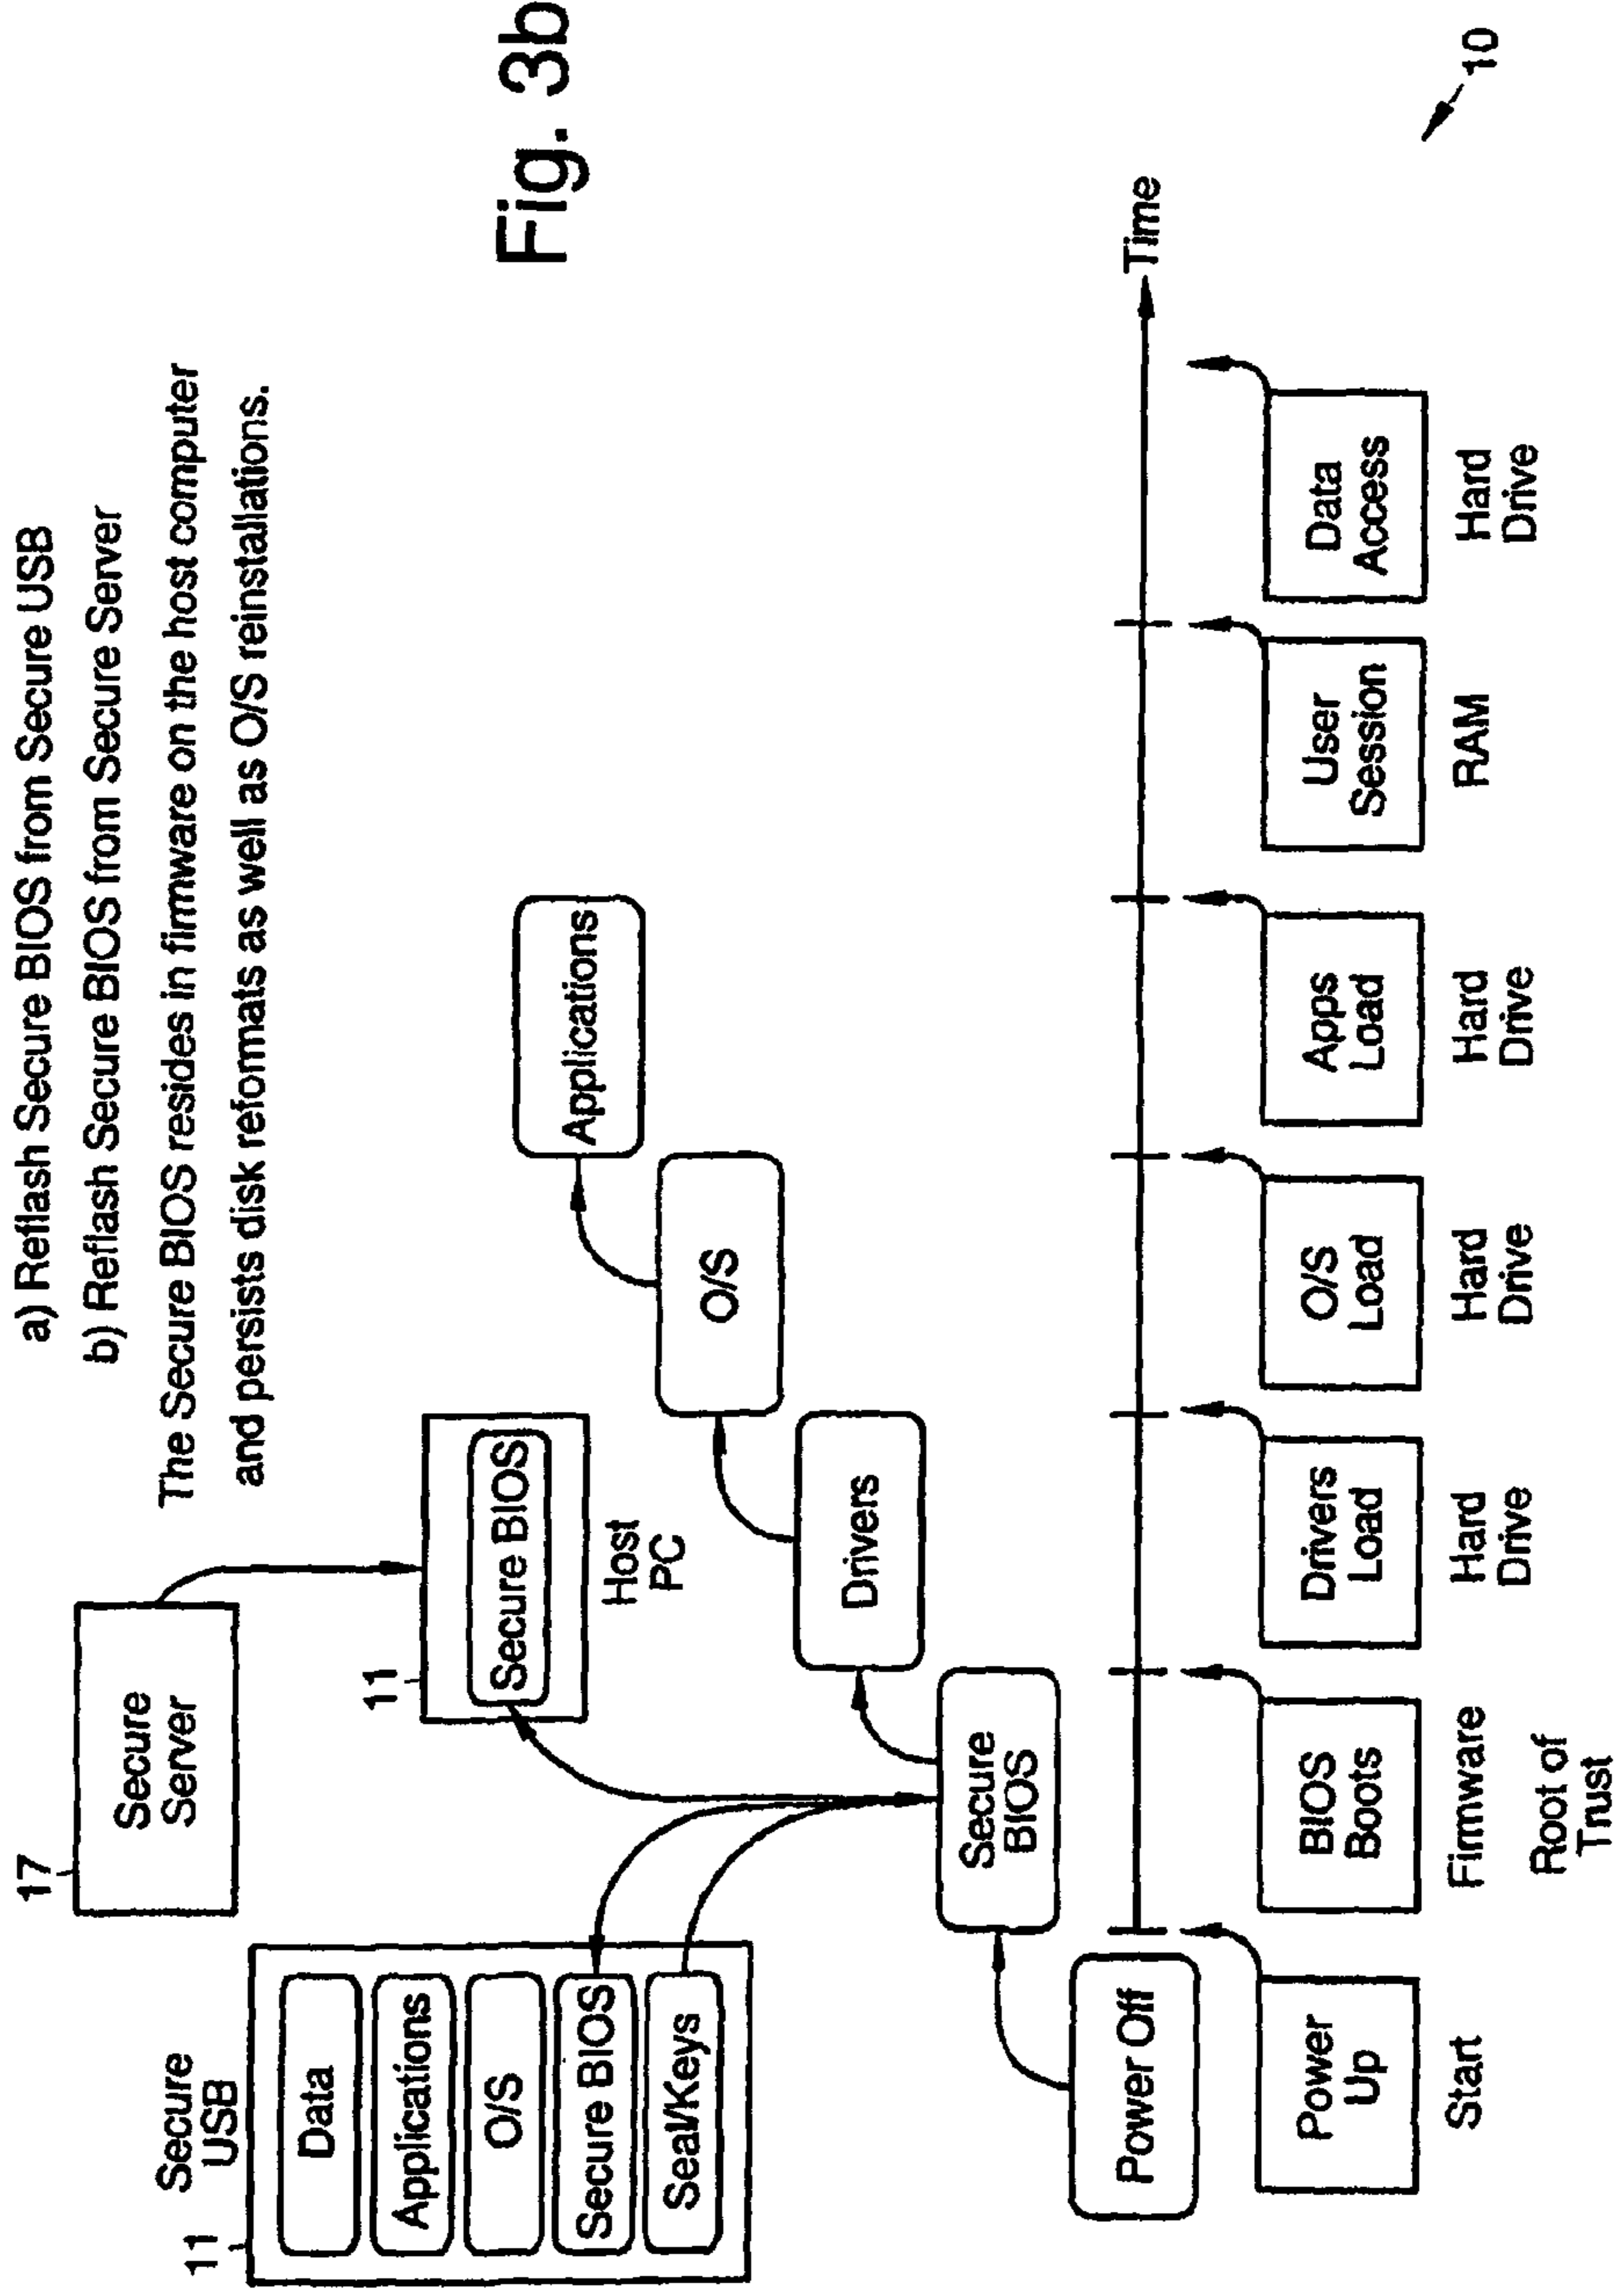 a) Reflash Secure BIOS from Secure USB
b) Reflash Secure BIOS from Secure Server
The Secure BIOS resides in firmware on the host computer
and persists disk reformats as well as O/S reinstallations.
Fig. 3b
17
Secure
Server
11
Secure
USB
Data
Applications
O/S
Secure BIOS
Seal/Keys
11
Secure BIOS
Host
PC
Power Off
Secure
BIOS
Drivers
O/S
Applications
Time
Power
Up
Start
BIOS
Boots
Firmware
Root of
Trust
Drivers
Load
Hard
Drive
O/S
Load
Hard
Drive
Apps
Load
Hard
Drive
User
Session
RAM
Data
Access
Hard
Drive
10